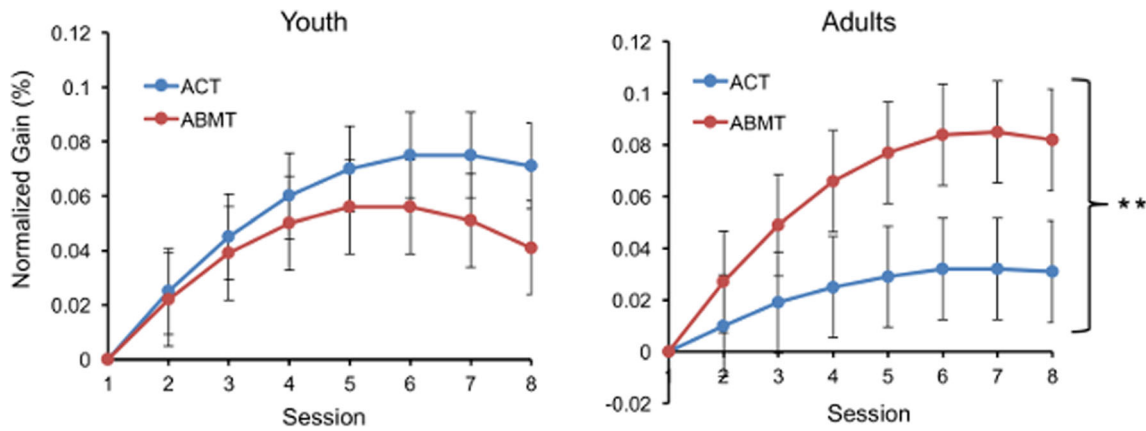 Youth
Normalized Gain (%)
0.12
0.1
0.08
0.06
0.04
0.02
0
ACT
ABMT
1 2 3 4 5 6 7 8
Session
Adults
0.12
0.1
0.08
0.06
0.04
0.02
0
-0.02
ACT
ABMT
2 3 4 5 6 7 8
Session
**